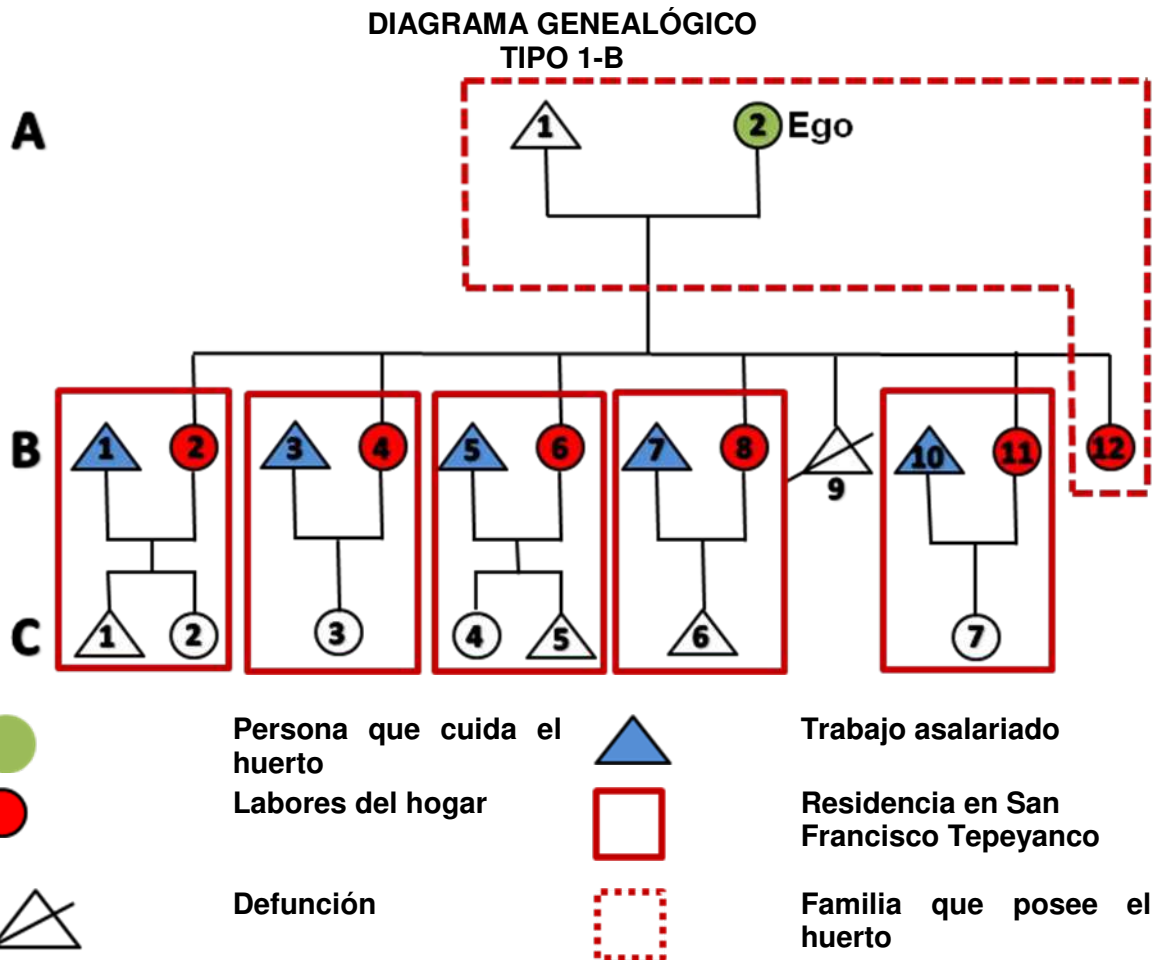 DIAGRAMA GENEALÓGICO
TIPO 1-B
A
1
2 Ego
B
1 2 3 4 5 6 7 8 9 10 11 12
C
1 2 3 4 5 6 7
Persona que cuida el
huerto
Trabajo asalariado
Labores del hogar
Residencia en San
Francisco Tepeyanco
Defunción
Familia que posee el
huerto